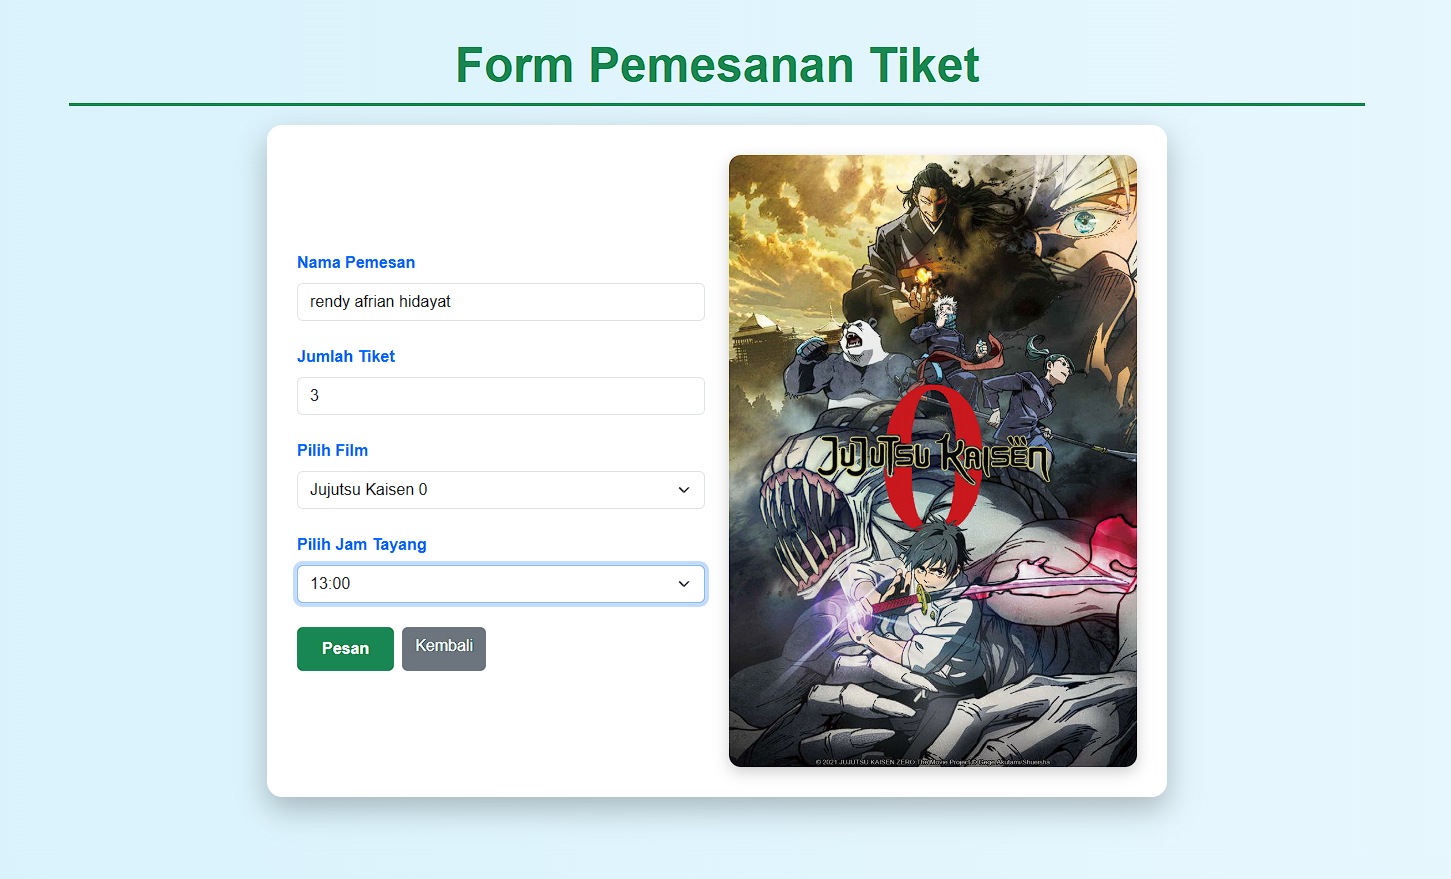 Form Pemesanan Tiket
Nama Pemesan
rendy afrian hidayat
Jumlah Tiket
3
Pilih Film
Jujutsu Kaisen 0
Pilih Jam Tayang
13:00
Pesan
Kembali
0
JUJUTSU KAISEN
© 2021 JUJUTSU KAISEN ZERO The Movie Project © Gege Akutami/Shueisha